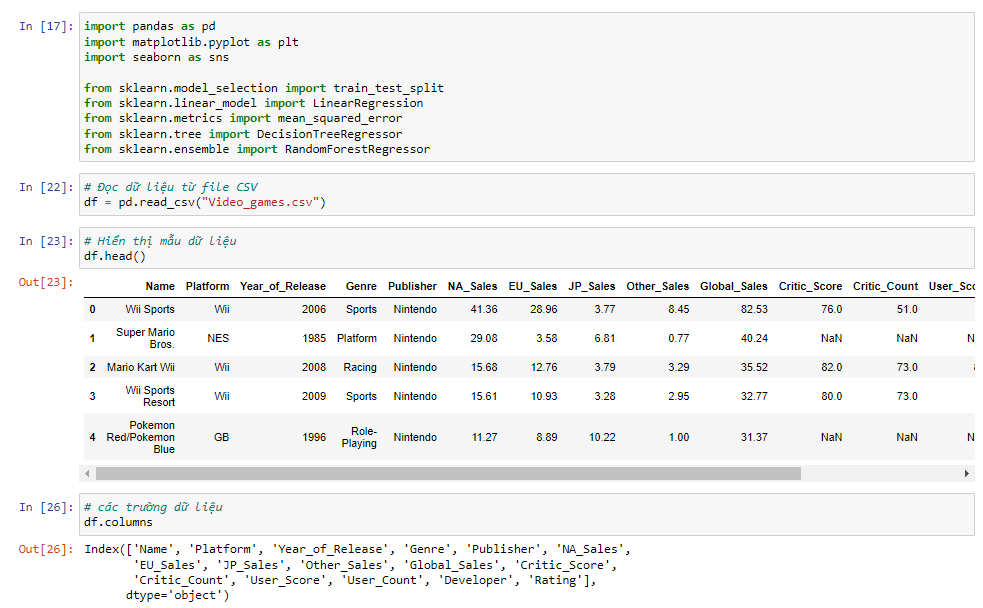 In [17]: import pandas as pd
import matplotlib.pyplot as plt
import seaborn as sns
from sklearn.model_selection import train_test_split
from sklearn.linear_model import LinearRegression
from sklearn.metrics import mean_squared_error
from sklearn.tree import DecisionTreeRegressor
from sklearn.ensemble import RandomForestRegressor
In [22]: # Đọc dữ liệu từ file CSV
df = pd.read_csv("Video_games.csv")
In [23]: # Hiển thị mẫu dữ liệu
df.head()
Out[23]:
Name Platform Year_of_Release Genre Publisher NA_Sales EU_Sales JP_Sales Other_Sales Global_Sales Critic_Score Critic_Count User_Sco
0 Wii Sports Wii 2006 Sports Nintendo 41.36 28.96 3.77 8.45 82.53 76.0 51.0
1 Super Mario Bros. NES 1985 Platform Nintendo 29.08 3.58 6.81 0.77 40.24 NaN NaN N
2 Mario Kart Wii Wii 2008 Racing Nintendo 15.68 12.76 3.79 3.29 35.52 82.0 73.0
3 Wii Sports Resort Wii 2009 Sports Nintendo 15.61 10.93 3.28 2.95 32.77 80.0 73.0
4 Pokemon Red/Pokemon Blue GB 1996 Role-Playing Nintendo 11.27 8.89 10.22 1.00 31.37 NaN NaN N
In [26]: # các trường dữ liệu
df.columns
Out[26]: Index(['Name', 'Platform', 'Year_of_Release', 'Genre', 'Publisher', 'NA_Sales',
'EU_Sales', 'JP_Sales', 'Other_Sales', 'Global_Sales', 'Critic_Score',
'Critic_Count', 'User_Score', 'User_Count', 'Developer', 'Rating'],
dtype='object')